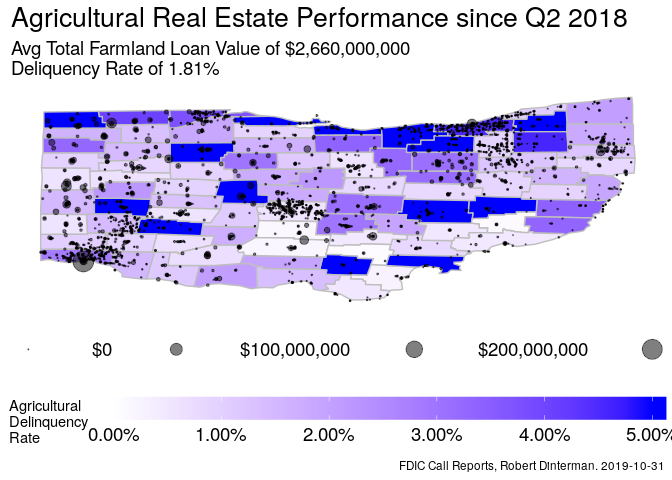 Agricultural Real Estate Performance since Q2 2018
Avg Total Farmland Loan Value of $2,660,000,000
Deliquency Rate of 1.81%
$0 $100,000,000 $200,000,000
Agricultural
Delinquency
Rate
0.00% 1.00% 2.00% 3.00% 4.00% 5.00%
FDIC Call Reports, Robert Dinterman. 2019-10-31